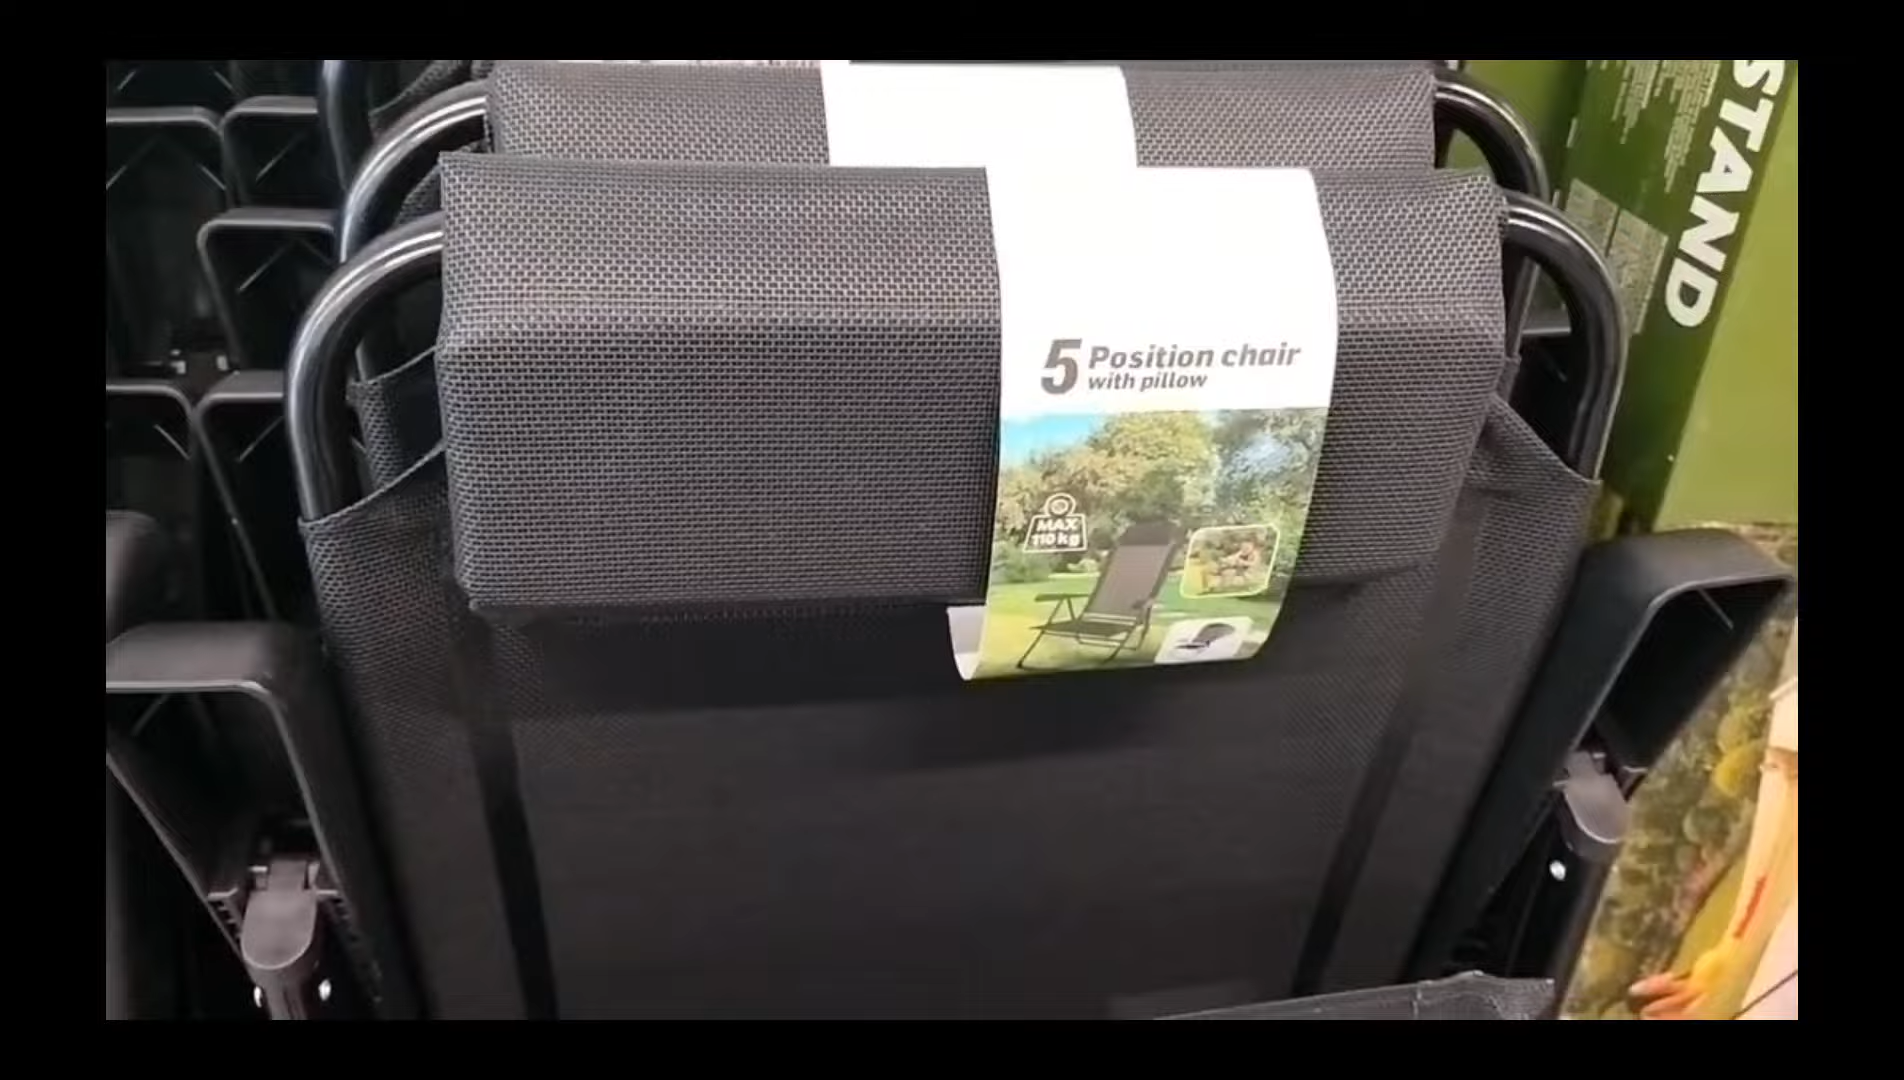 5 Position chair
with pillow
MAX
110 kg
STAND